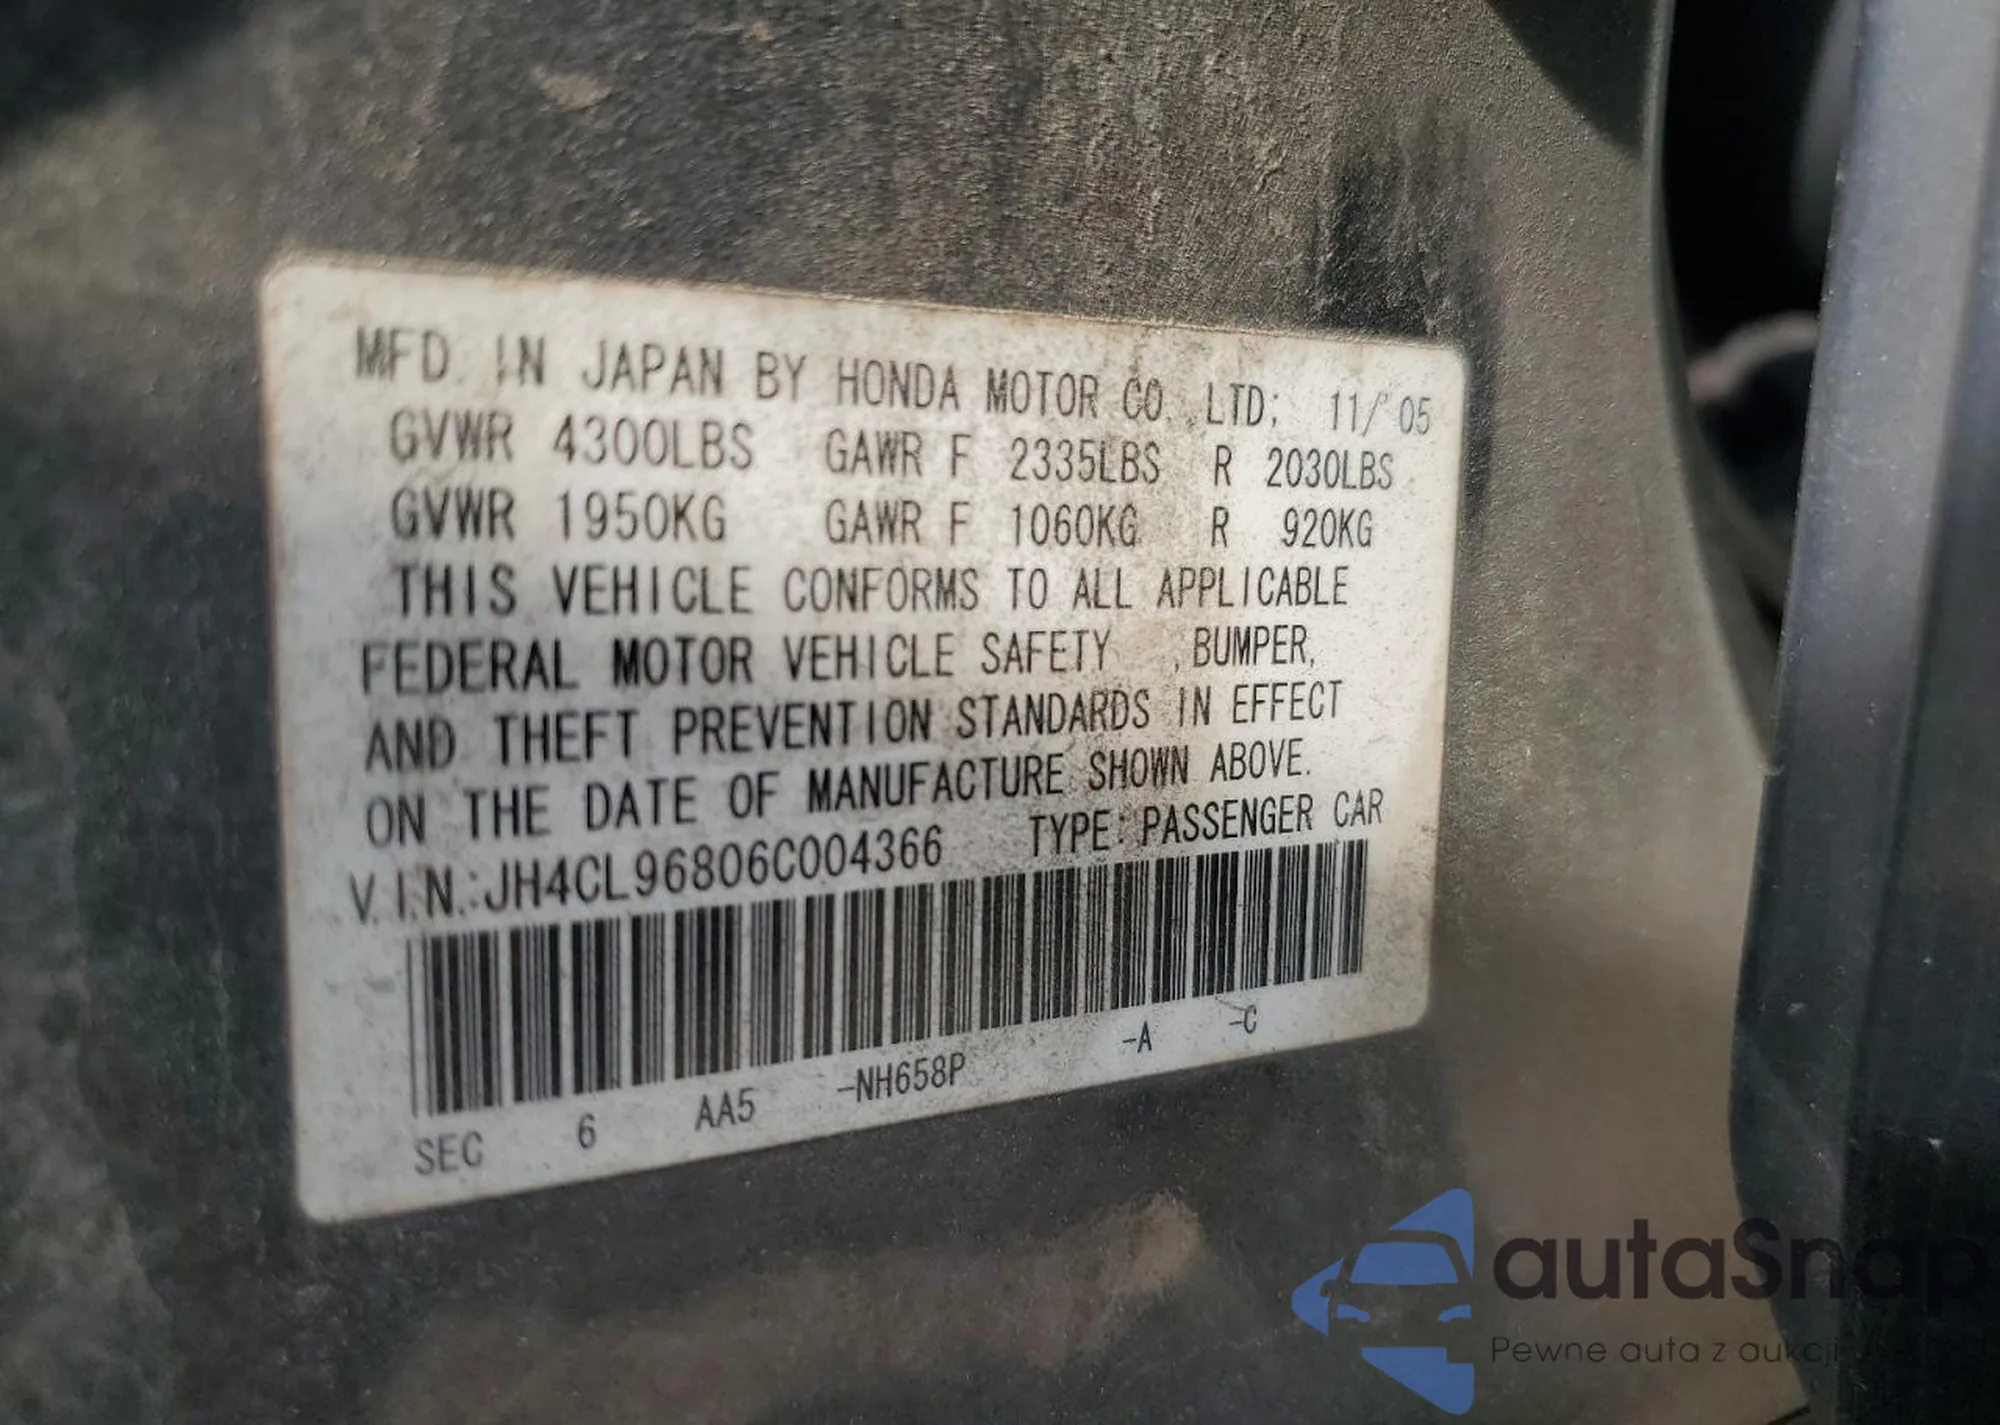 MFD. IN JAPAN BY HONDA MOTOR CO.,LTD; 11/'05
GVWR 4300LBS GAWR F 2335LBS R 2030LBS
GVWR 1950KG GAWR F 1060KG R 920KG
THIS VEHICLE CONFORMS TO ALL APPLICABLE
FEDERAL MOTOR VEHICLE SAFETY ,BUMPER,
AND THEFT PREVENTION STANDARDS IN EFFECT
ON THE DATE OF MANUFACTURE SHOWN ABOVE.
V.I.N.:JH4CL96806C004366 TYPE:PASSENGER CAR
SEC 6 AA5 -NH658P -A -C
autaSnap
Pewne auta z aukcji